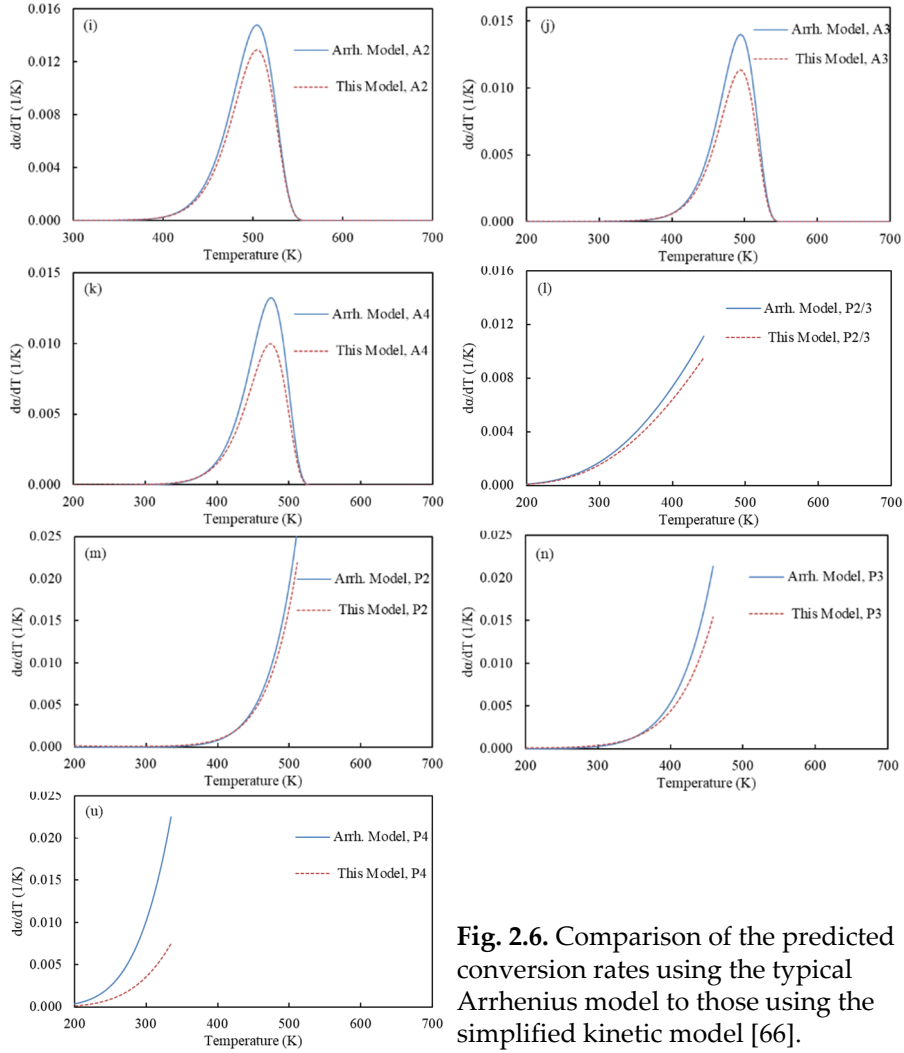 (i)
0.016
0.012
0.008
0.004
0.000
dα/dT (1/K)
Arrh. Model, A2
This Model, A2
300 400 500 600 700
Temperature (K)
(j)
0.015
0.010
0.005
0.000
dα/dT (1/K)
Arrh. Model, A3
This Model, A3
200 300 400 500 600 700
Temperature (K)
(k)
0.015
0.010
0.005
0.000
dα/dT (1/K)
Arrh. Model, A4
This Model, A4
200 300 400 500 600 700
Temperature (K)
(l)
0.016
0.012
0.008
0.004
0.000
dα/dT (1/K)
Arrh. Model, P2/3
This Model, P2/3
200 300 400 500 600 700
Temperature (K)
(m)
0.025
0.020
0.015
0.010
0.005
0.000
dα/dT (1/K)
Arrh. Model, P2
This Model, P2
200 300 400 500 600 700
Temperature (K)
(n)
0.025
0.020
0.015
0.010
0.005
0.000
dα/dT (1/K)
Arrh. Model, P3
This Model, P3
200 300 400 500 600 700
Temperature (K)
(u)
0.025
0.020
0.015
0.010
0.005
0.000
dα/dT (1/K)
Arrh. Model, P4
This Model, P4
200 300 400 500 600 700
Temperature (K)
Fig. 2.6. Comparison of the predicted
conversion rates using the typical
Arrhenius model to those using the
simplified kinetic model [66].